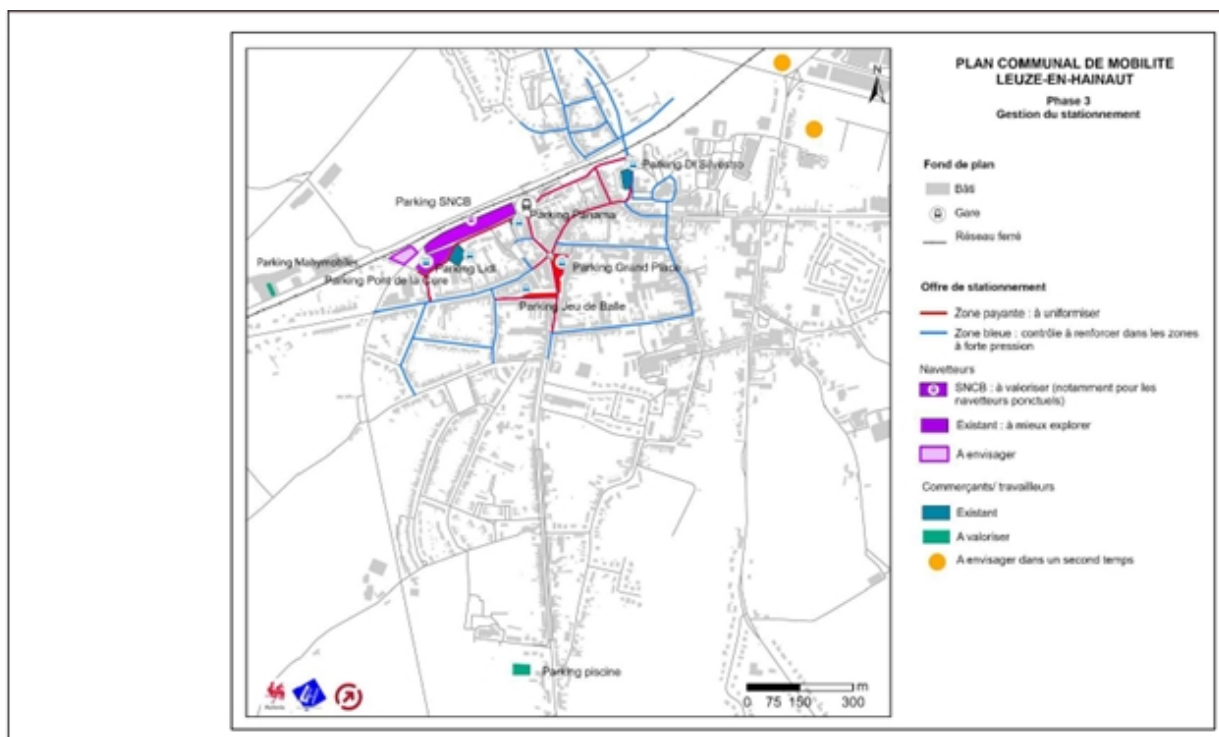 PLAN COMMUNAL DE MOBILITE
LEUZE-EN-HAINAUT
Phase 3
Gestion du stationnement
N
Fond de plan
Bâti
Gare
Réseau ferré
Offre de stationnement
Zone payante : à uniformiser
Zone bleue : contrôle à renforcer dans les zones
à forte pression
Navetteurs
SNCB : à valoriser (notamment pour les
navetteurs ponctuels)
Existant : à mieux explorer
A envisager
Commerçants/ travailleurs
Existant
A valoriser
A envisager dans un second temps
Parking Di Silvestro
Parking SNCB
Parking Panama
Parking Mabymobiles
Parking Lidl
Parking Grand Place
Parking Pont de la Cure
Parking Jeu de Balle
Parking piscine
m
0 75 150 300